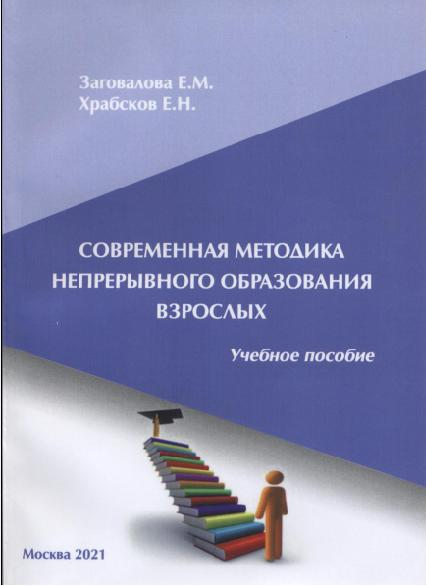 Заговалова Е.М.
Храбсков Е.Н.
СОВРЕМЕННАЯ МЕТОДИКА
НЕПРЕРЫВНОГО ОБРАЗОВАНИЯ
ВЗРОСЛЫХ
Учебное пособие
Москва 2021